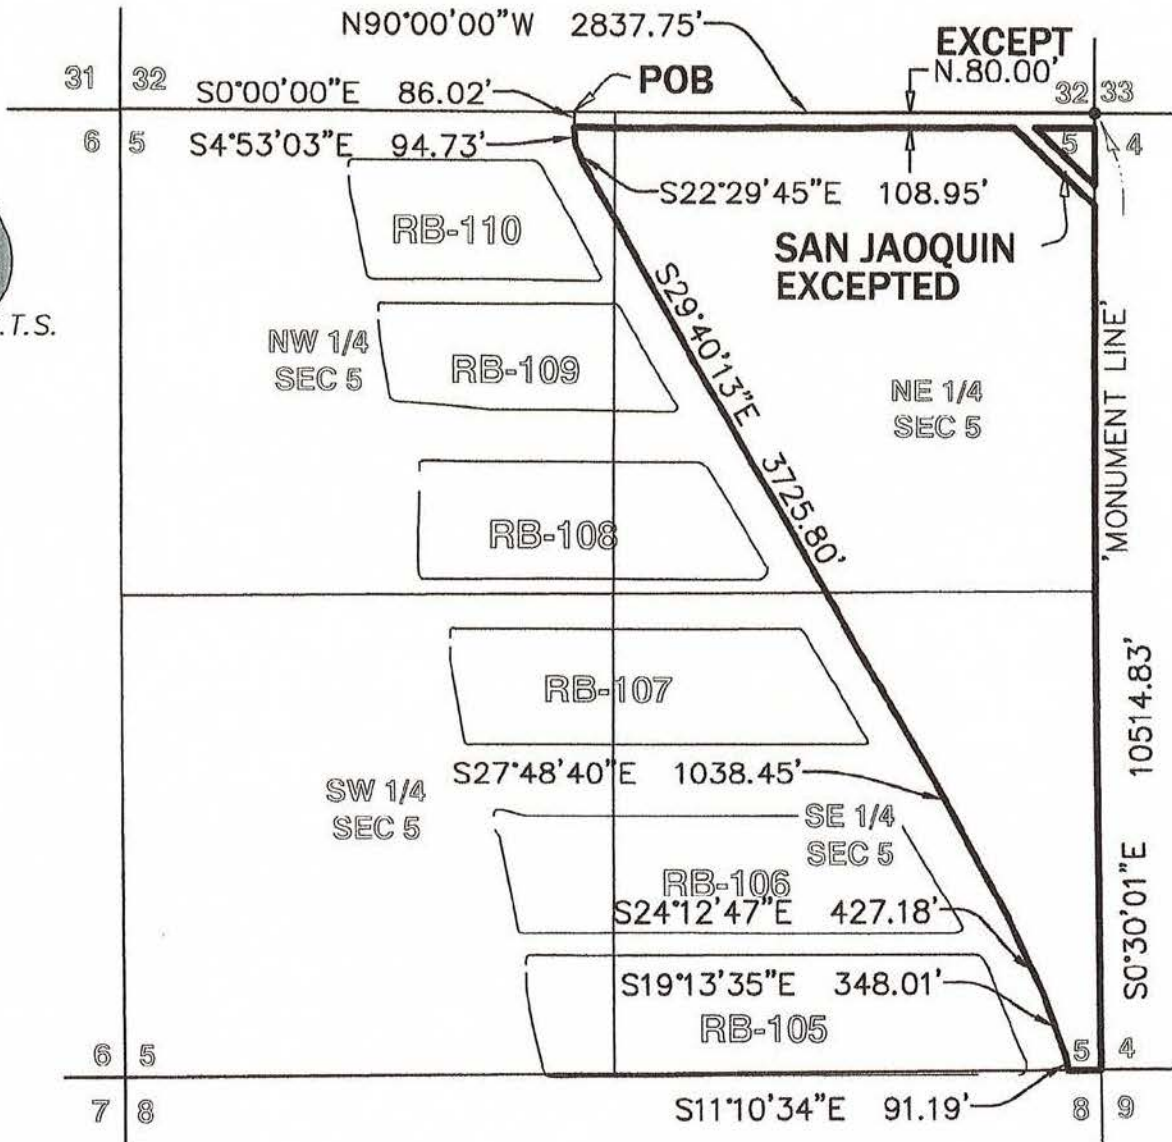 N90°00'00"W 2837.75'
EXCEPT
N.80.00'
31 32
S0°00'00"E 86.02'
POB
32 33
6 5
S4°53'03"E 94.73'
5 4
S22°29'45"E 108.95'
RB-110
SAN JAOQUIN
EXCEPTED
.T.S.
NW 1/4
SEC 5
RB-109
S29°40'13"E 3725.80'
NE 1/4
SEC 5
'MONUMENT LINE'
RB-108
RB-107
S0°30'01"E 10514.83'
S27°48'40"E 1038.45'
SW 1/4
SEC 5
SE 1/4
SEC 5
RB-106
S24°12'47"E 427.18'
S19°13'35"E 348.01'
RB-105
6 5
5 4
7 8
S11°10'34"E 91.19'
8 9